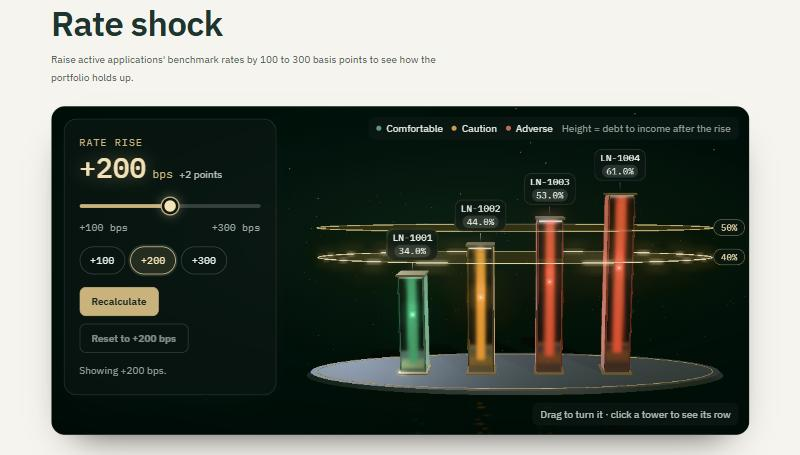 Rate shock
Raise active applications' benchmark rates by 100 to 300 basis points to see how the
portfolio holds up.
RATE RISE
+200 bps +2 points
+100 bps +300 bps
+100 +200 +300
Recalculate
Reset to +200 bps
Showing +200 bps.
Comfortable Caution Adverse Height = debt to income after the rise
LN-1004
61.0%
LN-1003
53.0%
LN-1002
44.0%
LN-1001
34.0%
50%
40%
Drag to turn it · click a tower to see its row